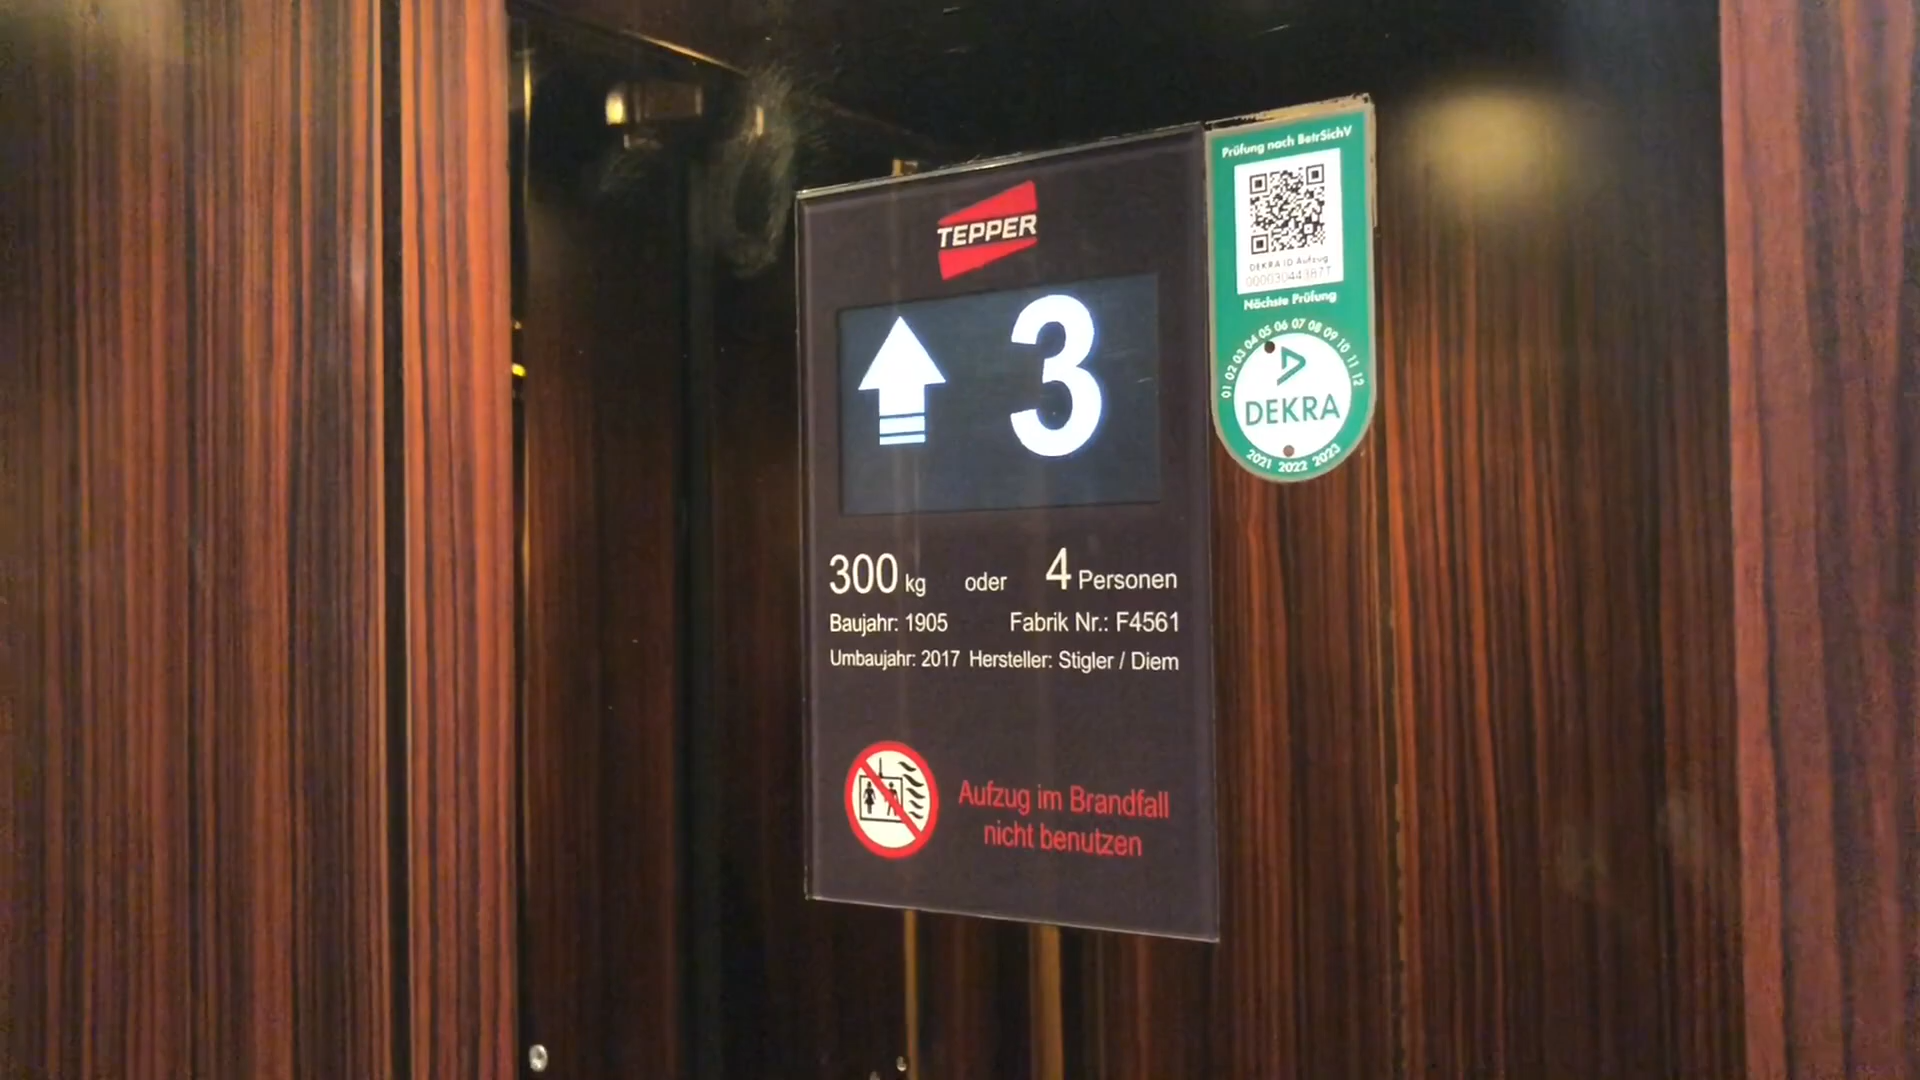 TEPPER
3
300 kg oder 4 Personen
Baujahr: 1905 Fabrik Nr.: F4561
Umbaujahr: 2017 Hersteller: Stigler / Diem
Aufzug im Brandfall
nicht benutzen
Prüfung nach BetrSichV
DEKRA ID Aufzug
Nächste Prüfung
01 02 03 04 05 06 07 08 09 10 11 12
DEKRA
2021 2022 2023